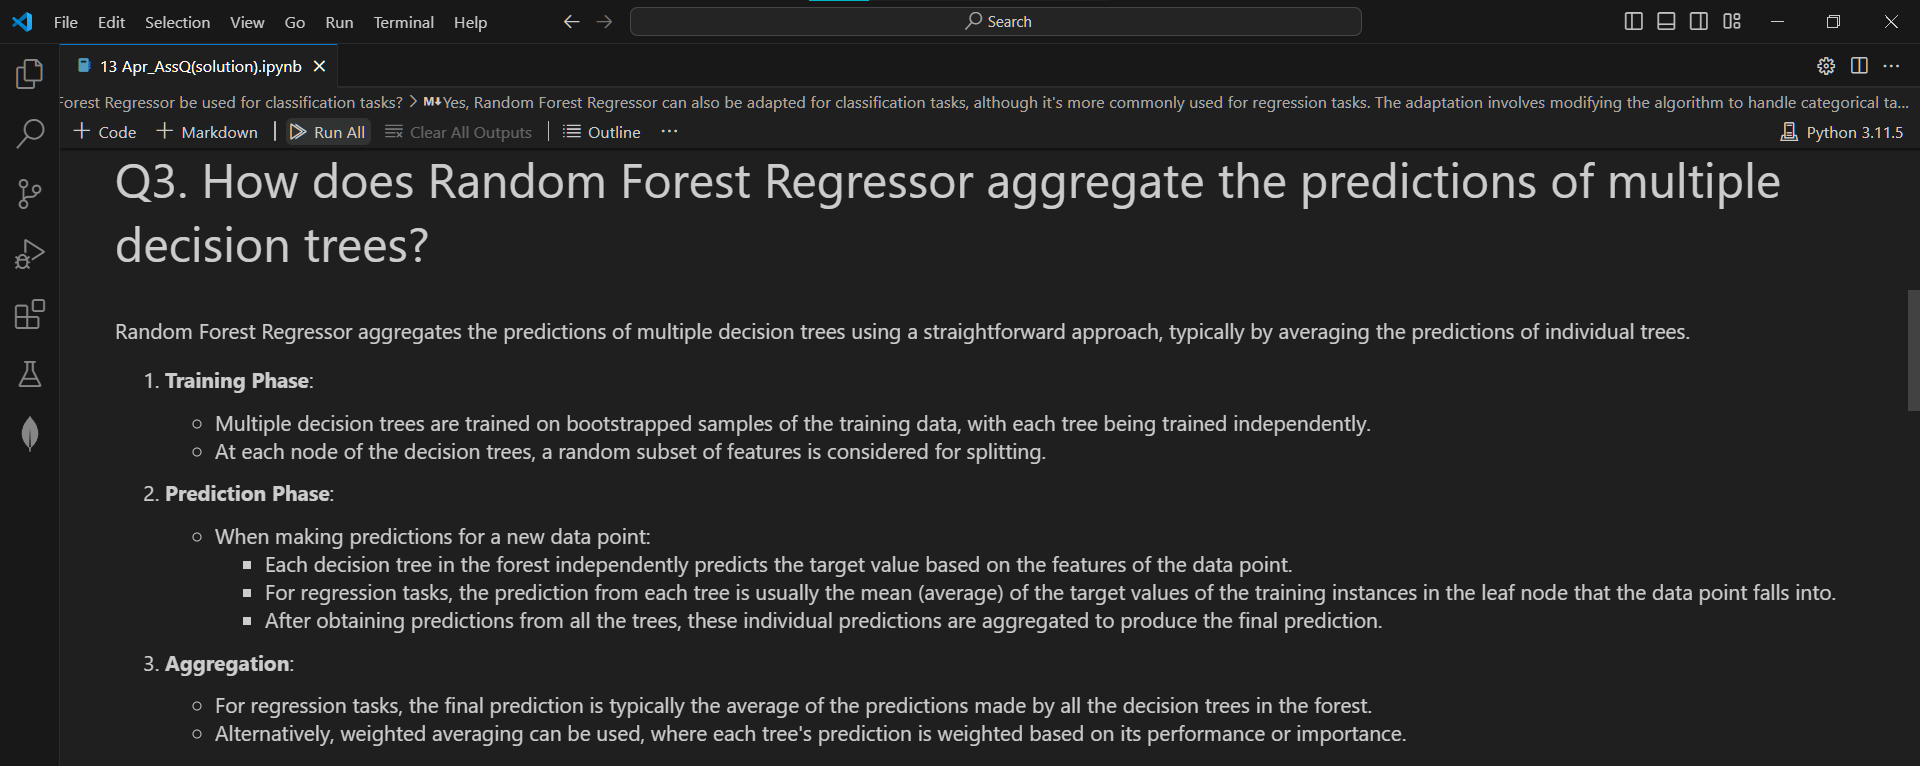 File Edit Selection View Go Run Terminal Help Search
13 Apr_AssQ(solution).ipynb
Forest Regressor be used for classification tasks? > M↓Yes, Random Forest Regressor can also be adapted for classification tasks, although it's more commonly used for regression tasks. The adaptation involves modifying the algorithm to handle categorical ta...
+ Code + Markdown | Run All Clear All Outputs | Outline ... Python 3.11.5
Q3. How does Random Forest Regressor aggregate the predictions of multiple
decision trees?
Random Forest Regressor aggregates the predictions of multiple decision trees using a straightforward approach, typically by averaging the predictions of individual trees.
1. Training Phase:
○ Multiple decision trees are trained on bootstrapped samples of the training data, with each tree being trained independently.
○ At each node of the decision trees, a random subset of features is considered for splitting.
2. Prediction Phase:
○ When making predictions for a new data point:
▪ Each decision tree in the forest independently predicts the target value based on the features of the data point.
▪ For regression tasks, the prediction from each tree is usually the mean (average) of the target values of the training instances in the leaf node that the data point falls into.
▪ After obtaining predictions from all the trees, these individual predictions are aggregated to produce the final prediction.
3. Aggregation:
○ For regression tasks, the final prediction is typically the average of the predictions made by all the decision trees in the forest.
○ Alternatively, weighted averaging can be used, where each tree's prediction is weighted based on its performance or importance.